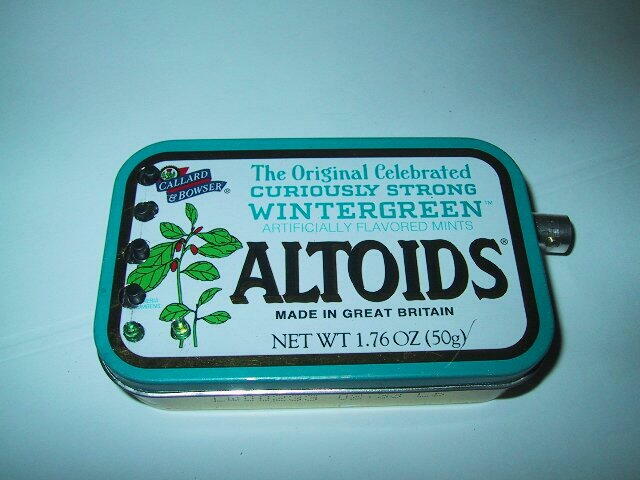 CALLARD
& BOWSER®
The Original Celebrated
CURIOUSLY STRONG
WINTERGREEN™
ARTIFICIALLY FLAVORED MINTS
ALTOIDS®
MADE IN GREAT BRITAIN
NET WT 1.76 OZ (50g)